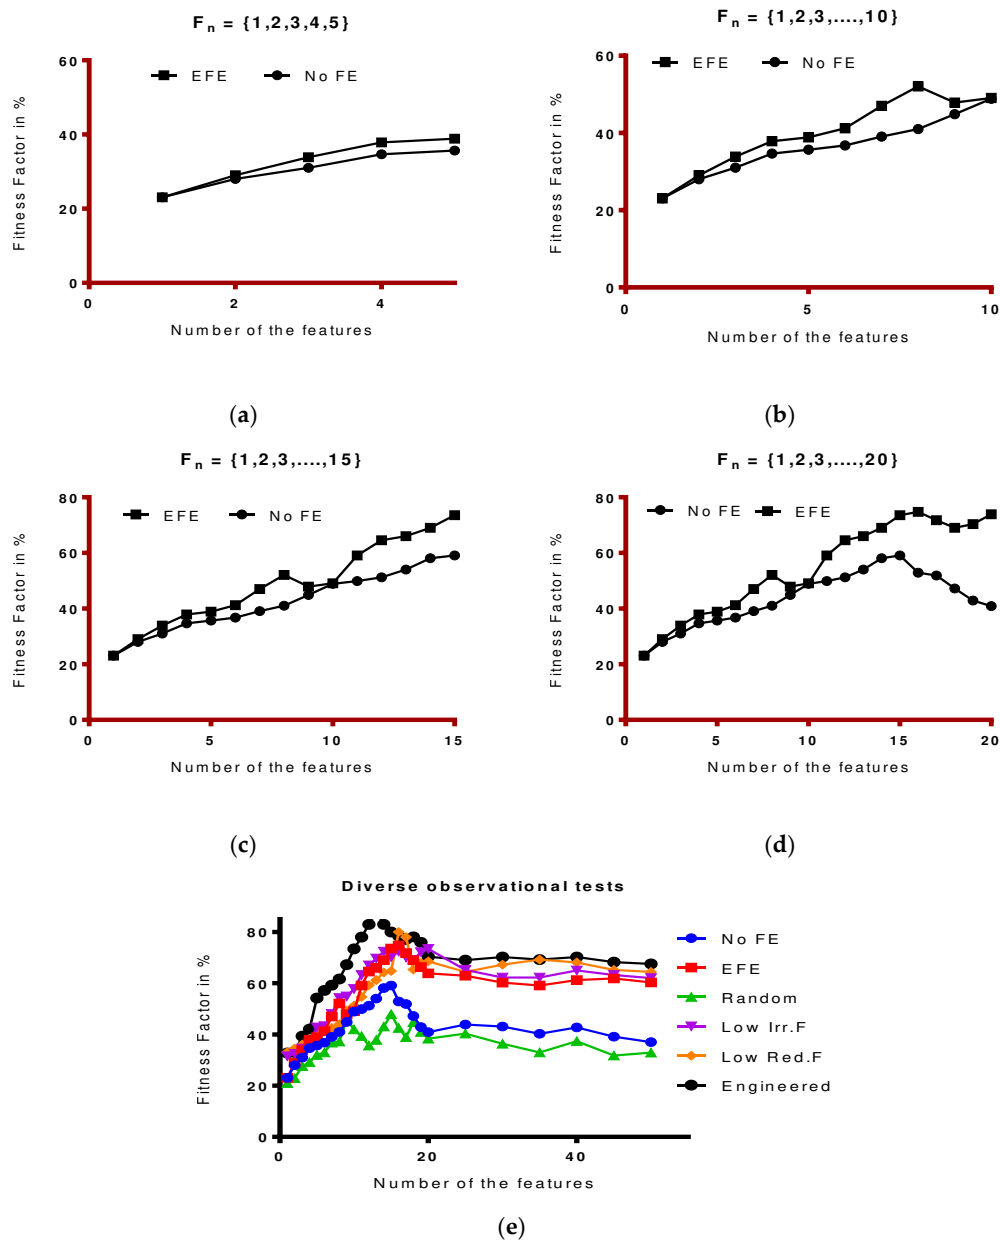 Fn = {1,2,3,4,5}
EFE
No FE
60
40
20
0
Fitness Factor in %
0
2
4
Number of the features
(a)
Fn = {1,2,3,....,10}
EFE
No FE
60
40
20
0
Fitness Factor in %
0
5
10
Number of the features
(b)
Fn = {1,2,3,....,15}
EFE
No FE
80
60
40
20
0
Fitness Factor in %
0
5
10
15
Number of the features
(c)
Fn = {1,2,3,....,20}
No FE
EFE
80
60
40
20
0
Fitness Factor in %
0
5
10
15
20
Number of the features
(d)
Diverse observational tests
80
60
40
20
0
Fitness Factor in %
0
20
40
Number of the features
No FE
EFE
Random
Low Irr.F
Low Red.F
Engineered
(e)